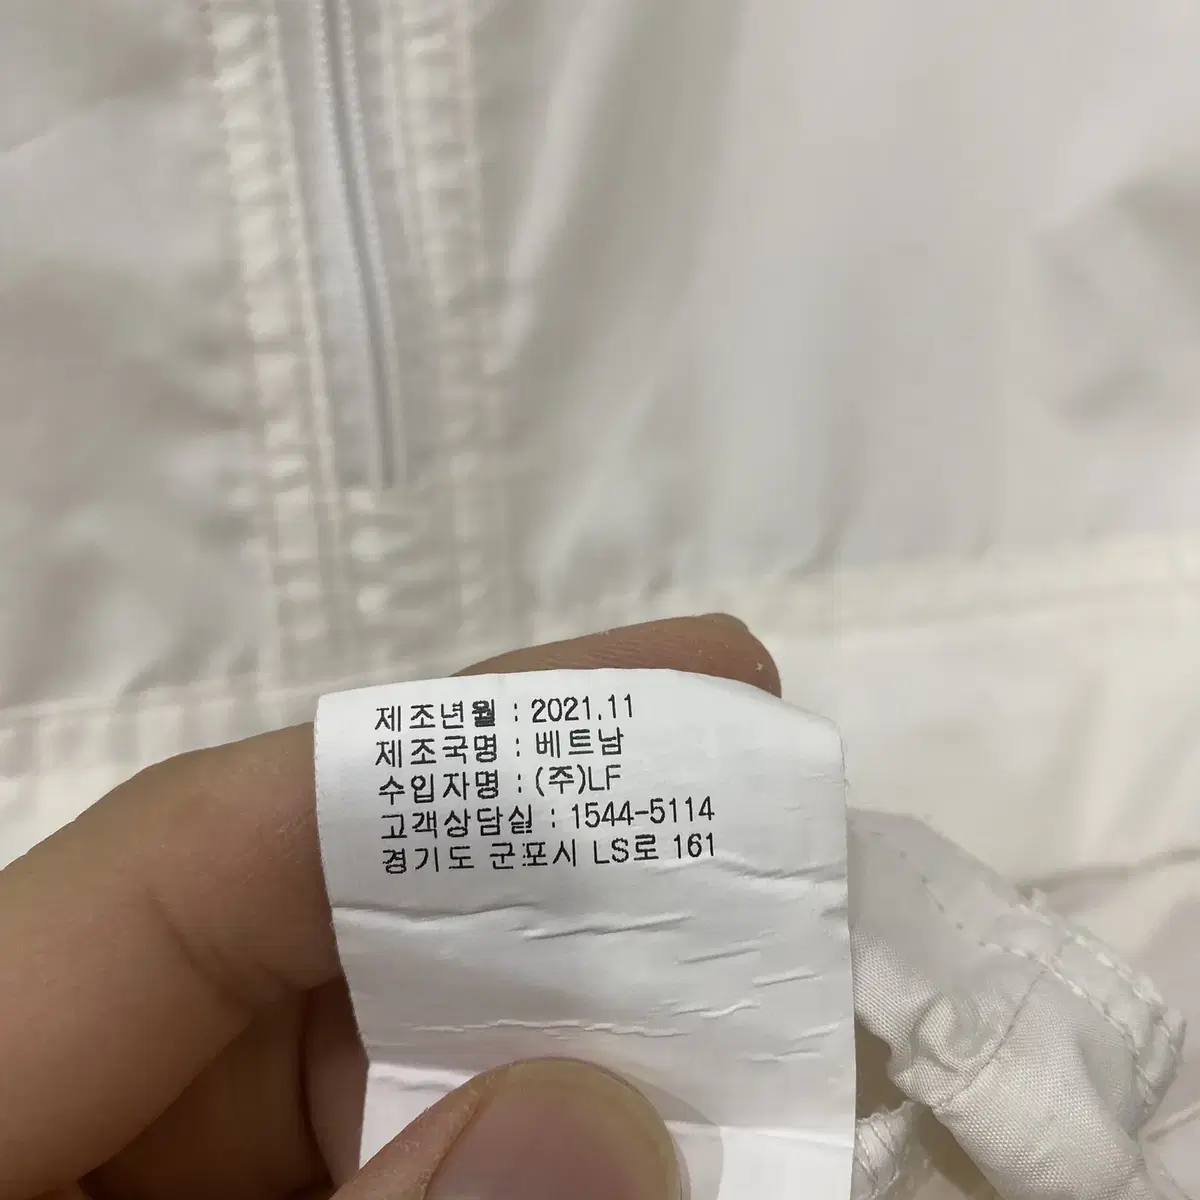 제조년월 : 2021.11
제조국명 : 베트남
수입자명 : (주)LF
고객상담실 : 1544-5114
경기도 군포시 LS로 161